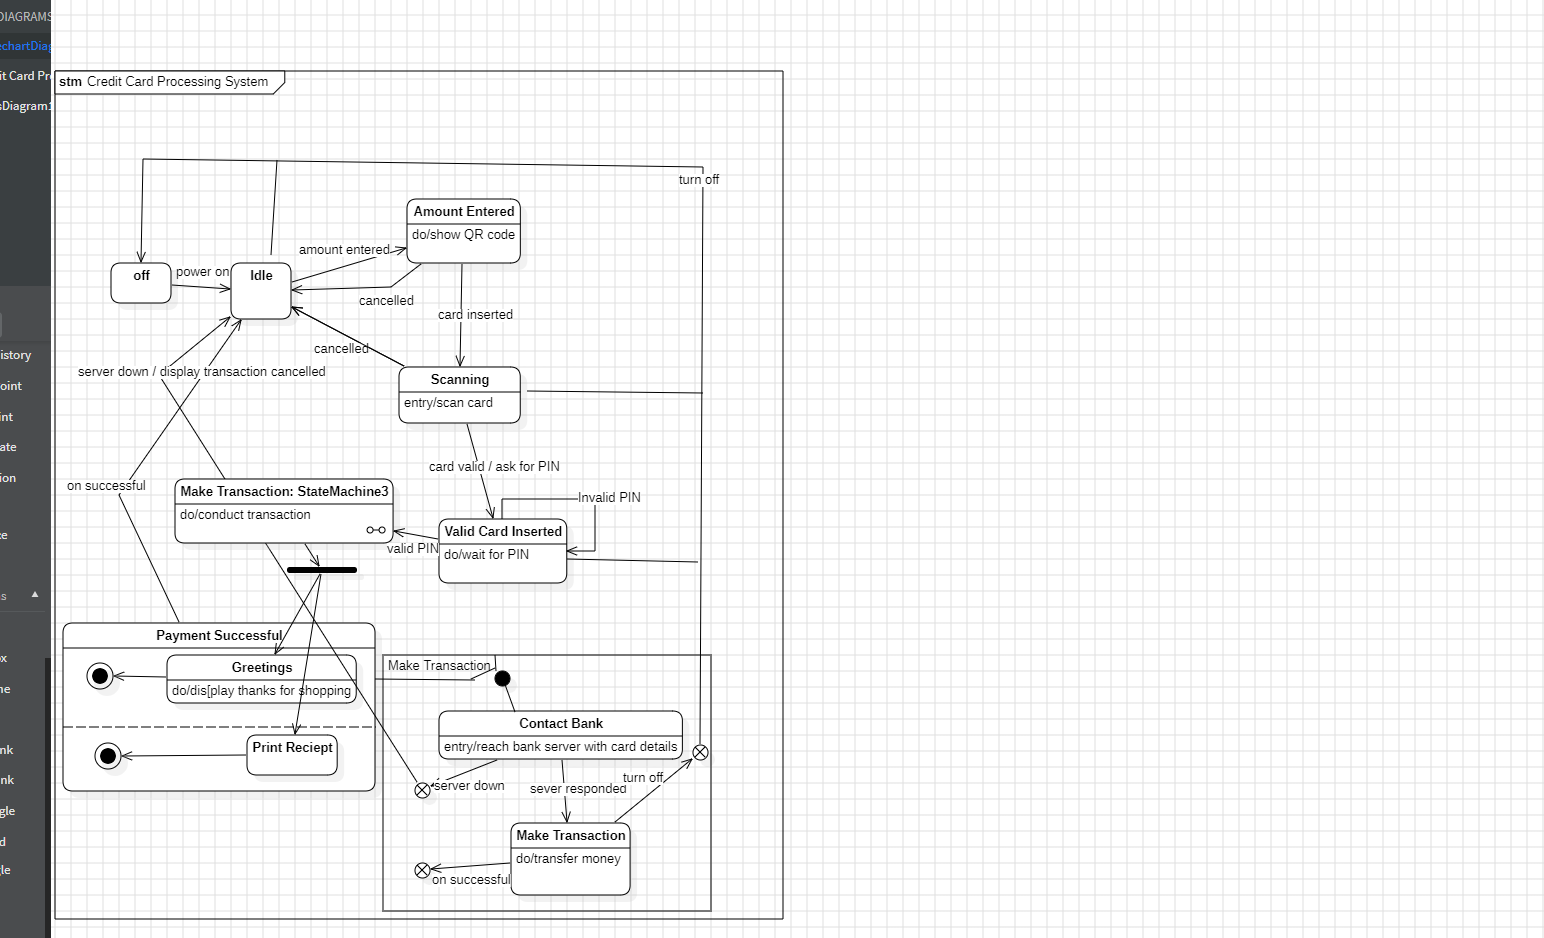 DIAGRAMS
echartDia
it Card Pr
sDiagram1
istory
oint
int
ate
ion
ce
s
ox
ne
nk
nk
gle
d
gle
stm Credit Card Processing System
turn off
Amount Entered
do/show QR code
amount entered
off
power on
Idle
cancelled
card inserted
cancelled
server down / display transaction cancelled
Scanning
entry/scan card
card valid / ask for PIN
on successful
Make Transaction: StateMachine3
do/conduct transaction
Invalid PIN
Valid Card Inserted
do/wait for PIN
valid PIN
Payment Successful
Greetings
do/dis[play thanks for shopping
Print Reciept
Make Transaction
Contact Bank
entry/reach bank server with card details
server down
sever responded
turn off
Make Transaction
do/transfer money
on successful